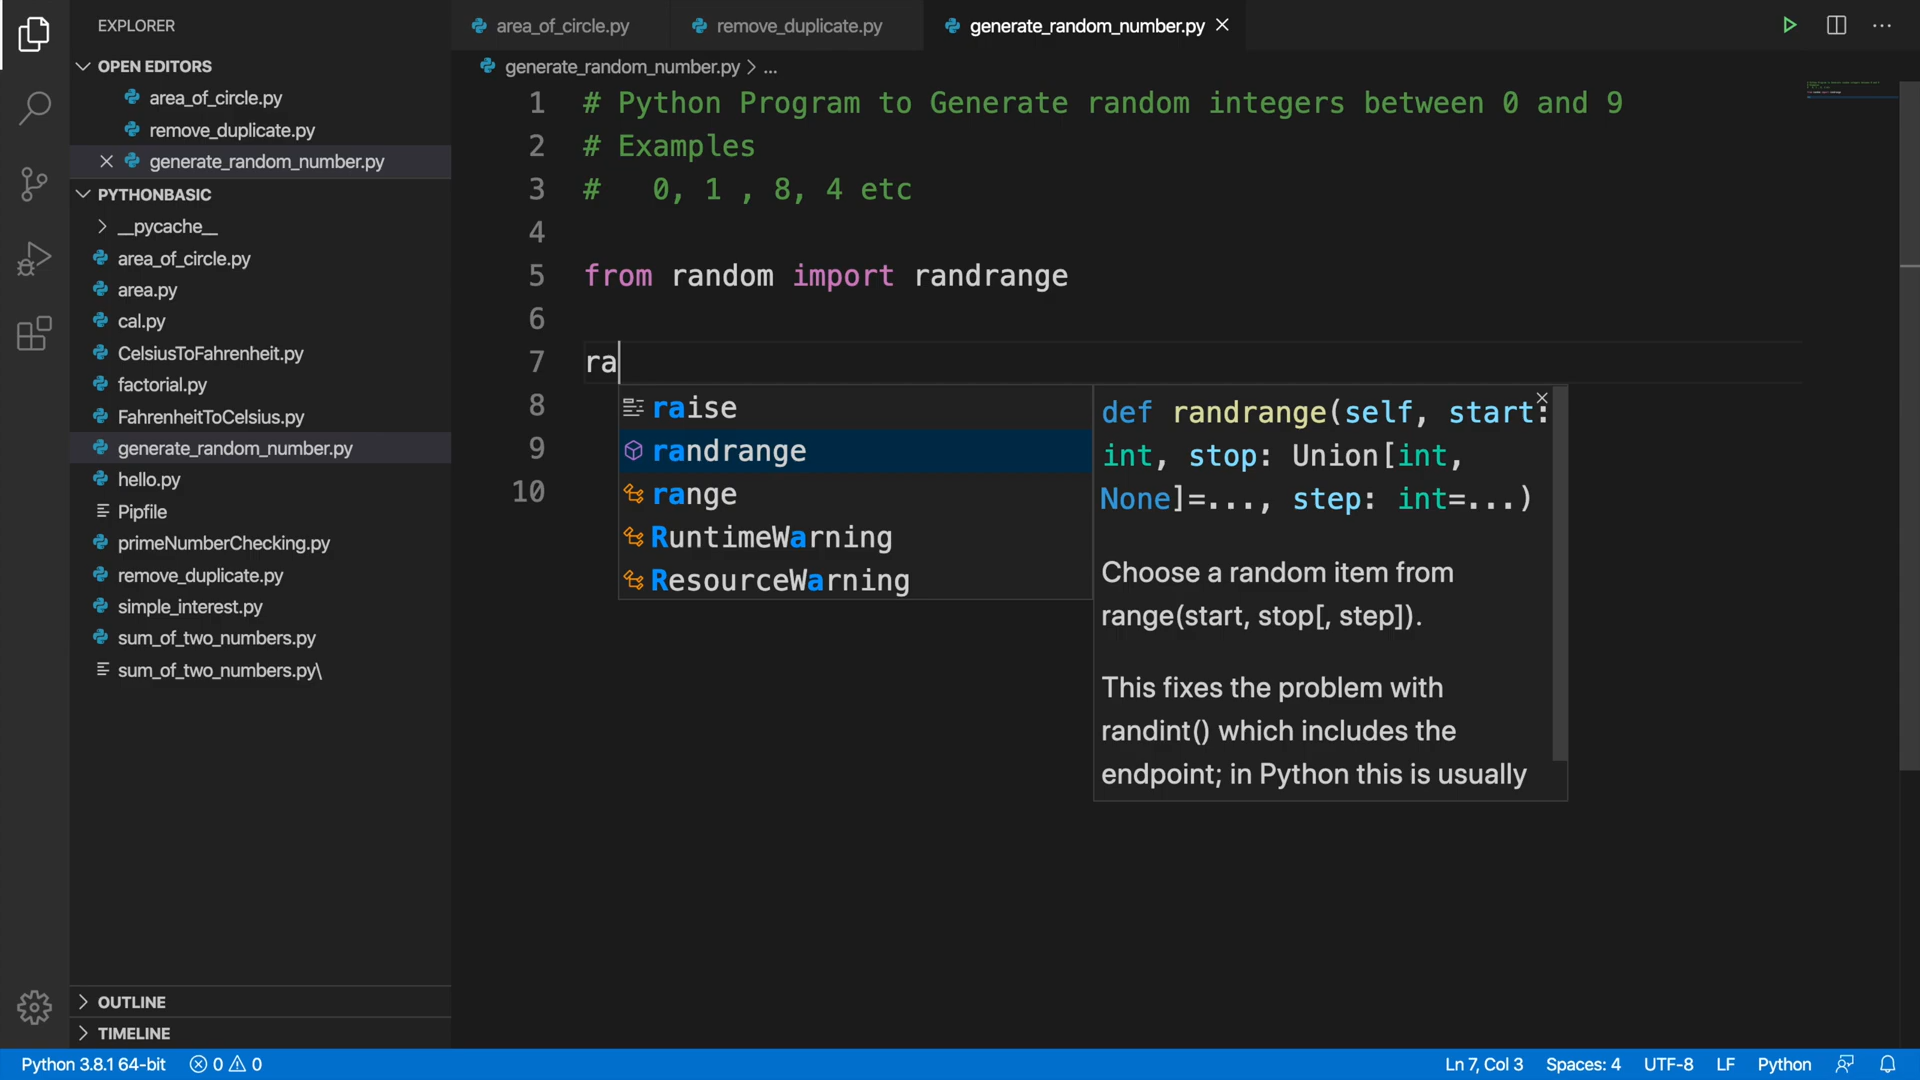 EXPLORER
OPEN EDITORS
area_of_circle.py
remove_duplicate.py
generate_random_number.py
PYTHONBASIC
__pycache__
area_of_circle.py
area.py
cal.py
CelsiusToFahrenheit.py
factorial.py
FahrenheitToCelsius.py
generate_random_number.py
hello.py
Pipfile
primeNumberChecking.py
remove_duplicate.py
simple_interest.py
sum_of_two_numbers.py
sum_of_two_numbers.py\
OUTLINE
TIMELINE
area_of_circle.py
remove_duplicate.py
generate_random_number.py
generate_random_number.py > ...
1 # Python Program to Generate random integers between 0 and 9
2 # Examples
3 #   0, 1 , 8, 4 etc
4
5 from random import randrange
6
7 ra
8
9
10
raise
randrange
range
RuntimeWarning
ResourceWarning
def randrange(self, start:
int, stop: Union[int,
None]=..., step: int=...)
Choose a random item from
range(start, stop[, step]).
This fixes the problem with
randint() which includes the
endpoint; in Python this is usually
Python 3.8.1 64-bit 0 0 Ln 7, Col 3 Spaces: 4 UTF-8 LF Python